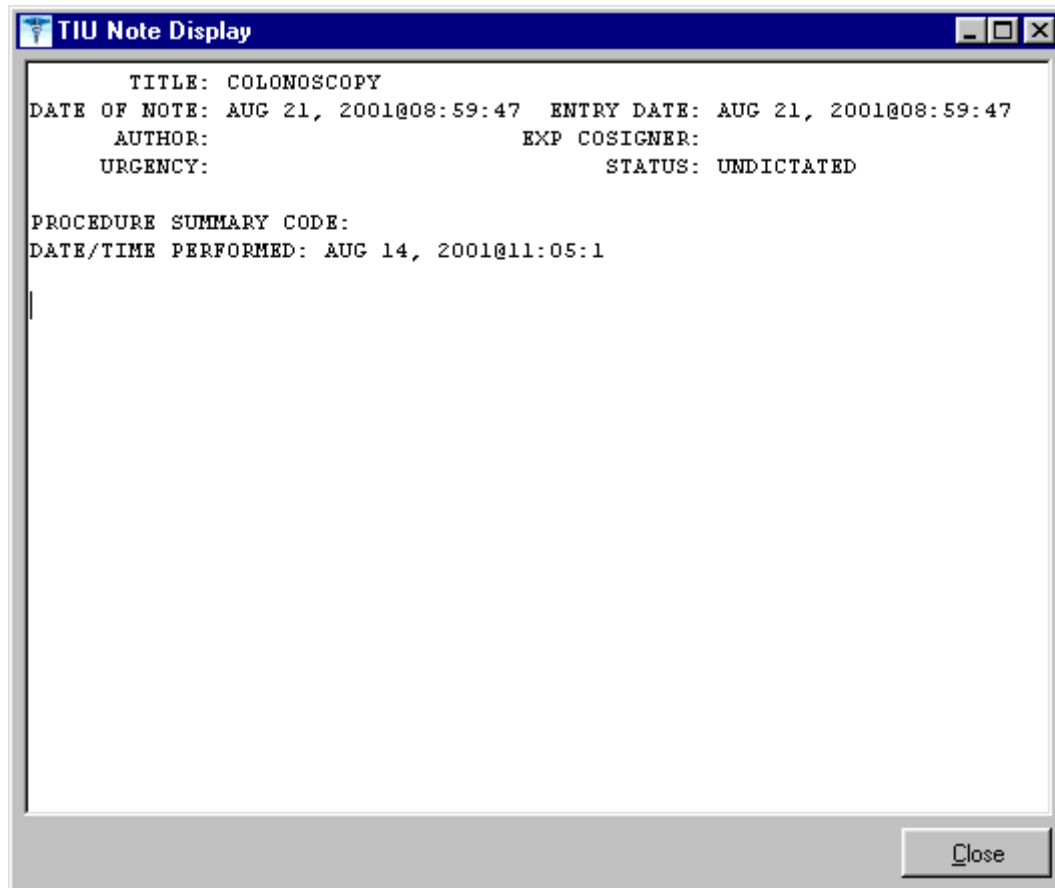 TIU Note Display
TITLE: COLONOSCOPY
DATE OF NOTE: AUG 21, 2001@08:59:47 ENTRY DATE: AUG 21, 2001@08:59:47
AUTHOR: EXP COSIGNER:
URGENCY: STATUS: UNDICTATED
PROCEDURE SUMMARY CODE:
DATE/TIME PERFORMED: AUG 14, 2001@11:05:1
Close